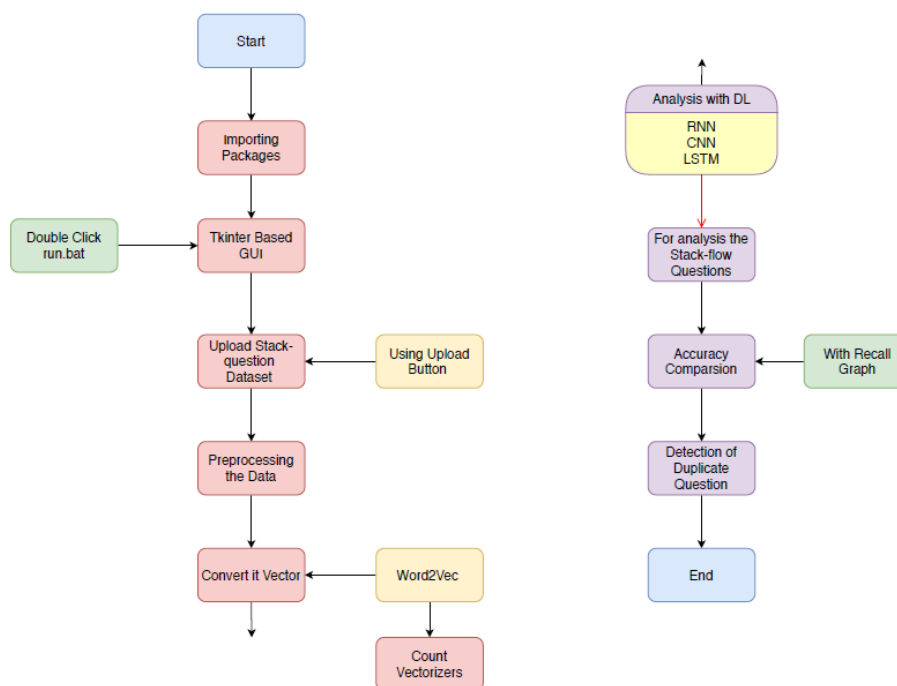 Start
Importing
Packages
Double Click
run.bat
Tkinter Based
GUI
Upload Stack-
question
Dataset
Using Upload
Button
Preprocessing
the Data
Convert it Vector
Word2Vec
Count
Vectorizers
Analysis with DL
RNN
CNN
LSTM
For analysis the
Stack-flow
Questions
Accuracy
Comparsion
With Recall
Graph
Detection of
Duplicate
Question
End